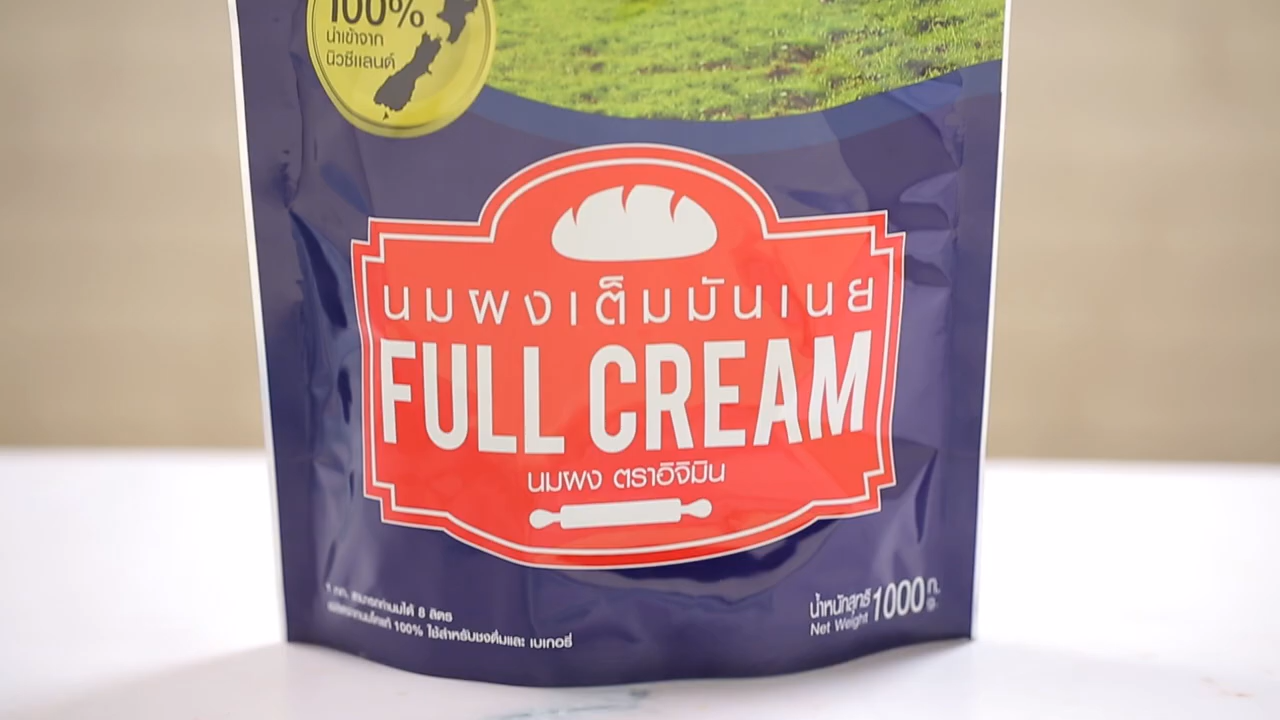 100%
นำเข้าจาก
นิวซีแลนด์
นมผงเต็มมันเนย
FULL CREAM
นมผง ตราอิจิมิน
1 กก. สามารถทำนมได้ 8 ลิตร
100% ใช้สำหรับชงดื่มและ เบเกอรี่
น้ำหนักสุทธิ 1000 ก.
Net Weight g.